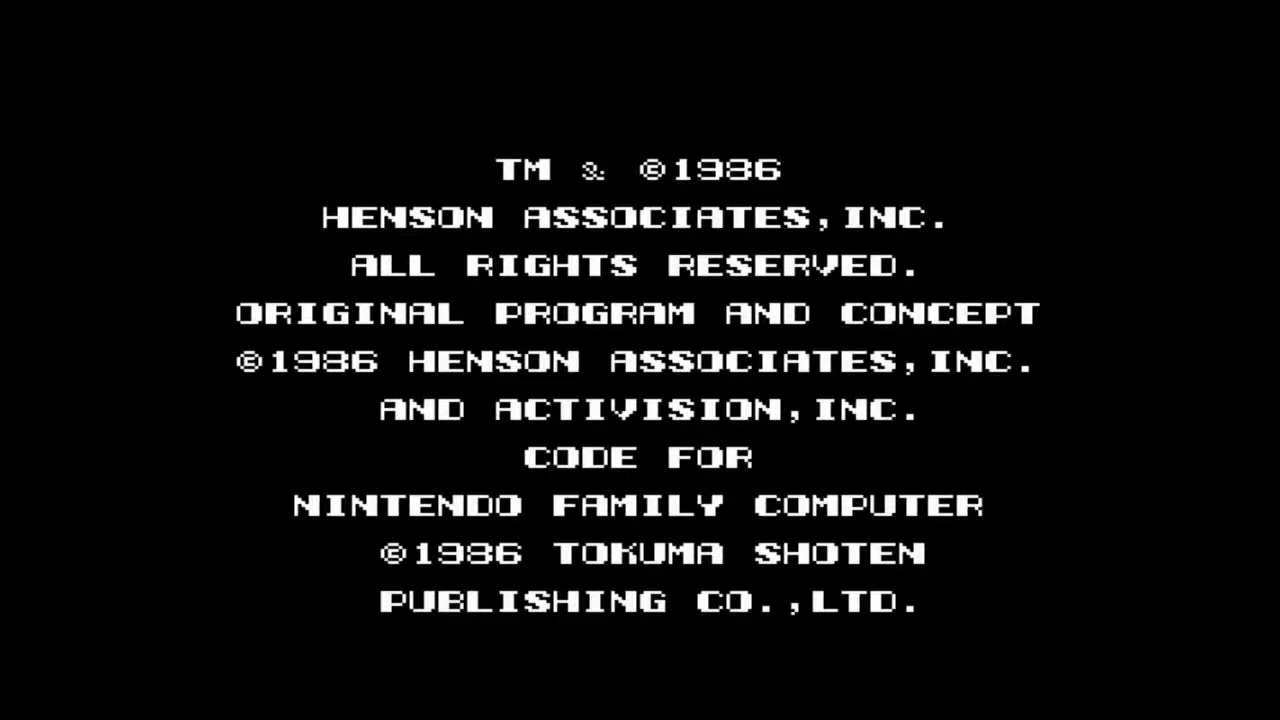 TM & ©1986
HENSON ASSOCIATES,INC.
ALL RIGHTS RESERVED.
ORIGINAL PROGRAM AND CONCEPT
©1986 HENSON ASSOCIATES,INC.
AND ACTIVISION,INC.
CODE FOR
NINTENDO FAMILY COMPUTER
©1986 TOKUMA SHOTEN
PUBLISHING CO.,LTD.